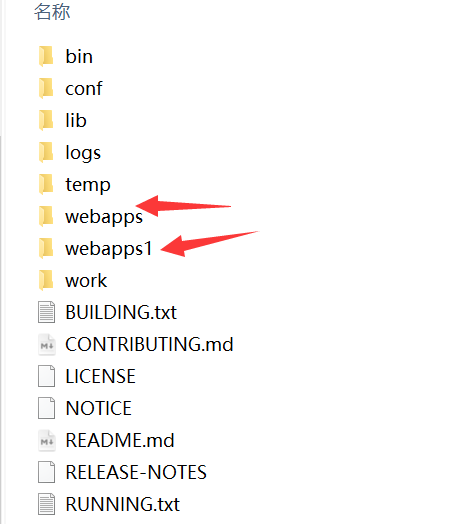 名称
bin
conf
lib
logs
temp
webapps
webapps1
work
BUILDING.txt
CONTRIBUTING.md
LICENSE
NOTICE
README.md
RELEASE-NOTES
RUNNING.txt